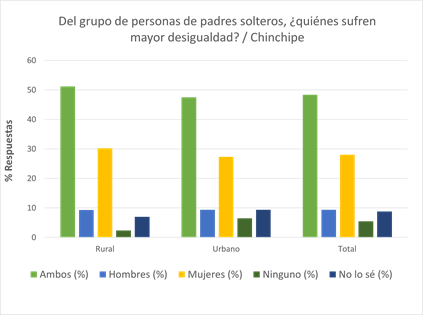 Del grupo de personas de padres solteros, ¿quiénes sufren
mayor desigualdad? / Chinchipe
% Respuestas
60
50
40
30
20
10
0
Rural Urbano Total
Ambos (%) Hombres (%) Mujeres (%) Ninguno (%) No lo sé (%)